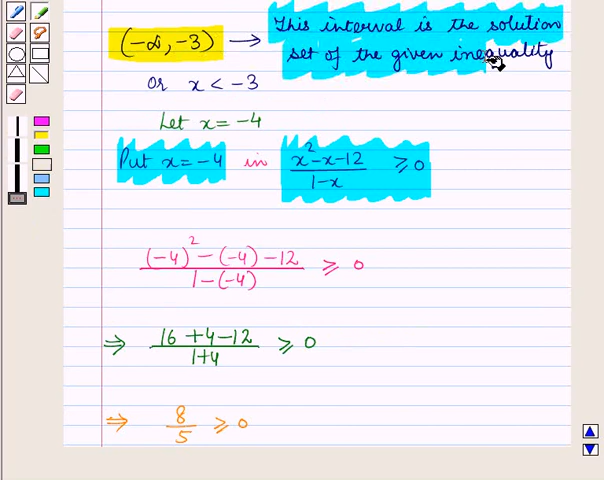 (-∞, -3) → This interval is the solution
set of the given inequality
or x < -3
Let x = -4
Put x = -4 in (x² - x - 12)/(1 - x) ≥ 0
((-4)² - (-4) - 12)/(1 - (-4)) ≥ 0
⇒ (16 + 4 - 12)/(1 + 4) ≥ 0
⇒ 8/5 ≥ 0